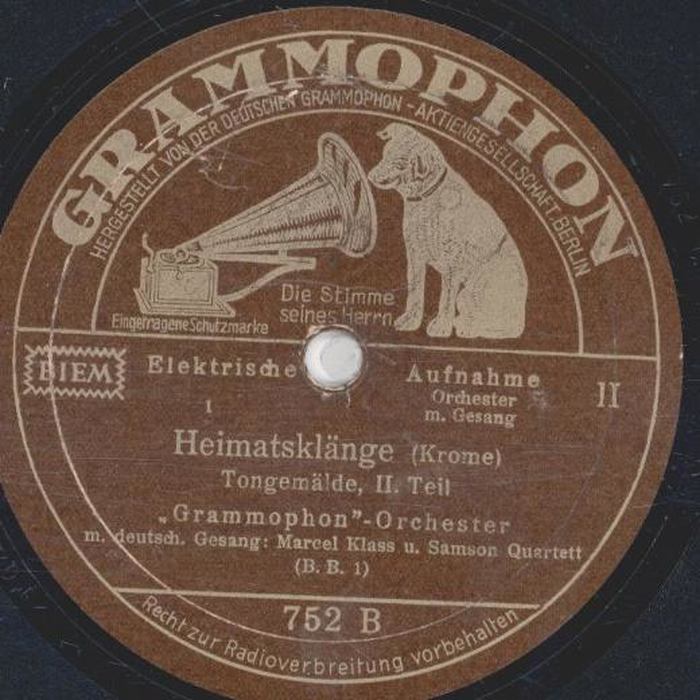 GRAMMOPHON
HERGESTELLT VON DER DEUTSCHEN GRAMMOPHON-AKTIENGESELLSCHAFT, BERLIN
Die Stimme
seines Herrn
Eingetragene Schutzmarke
BIEM
Elektrische Aufnahme
II
Orchester
m. Gesang
1
Heimatsklänge (Krome)
Tongemälde, II. Teil
„Grammophon”-Orchester
m. deutsch. Gesang: Marcel Klass u. Samson Quartett
(B. B. 1)
752 B
Recht zur Radioverbreitung vorbehalten